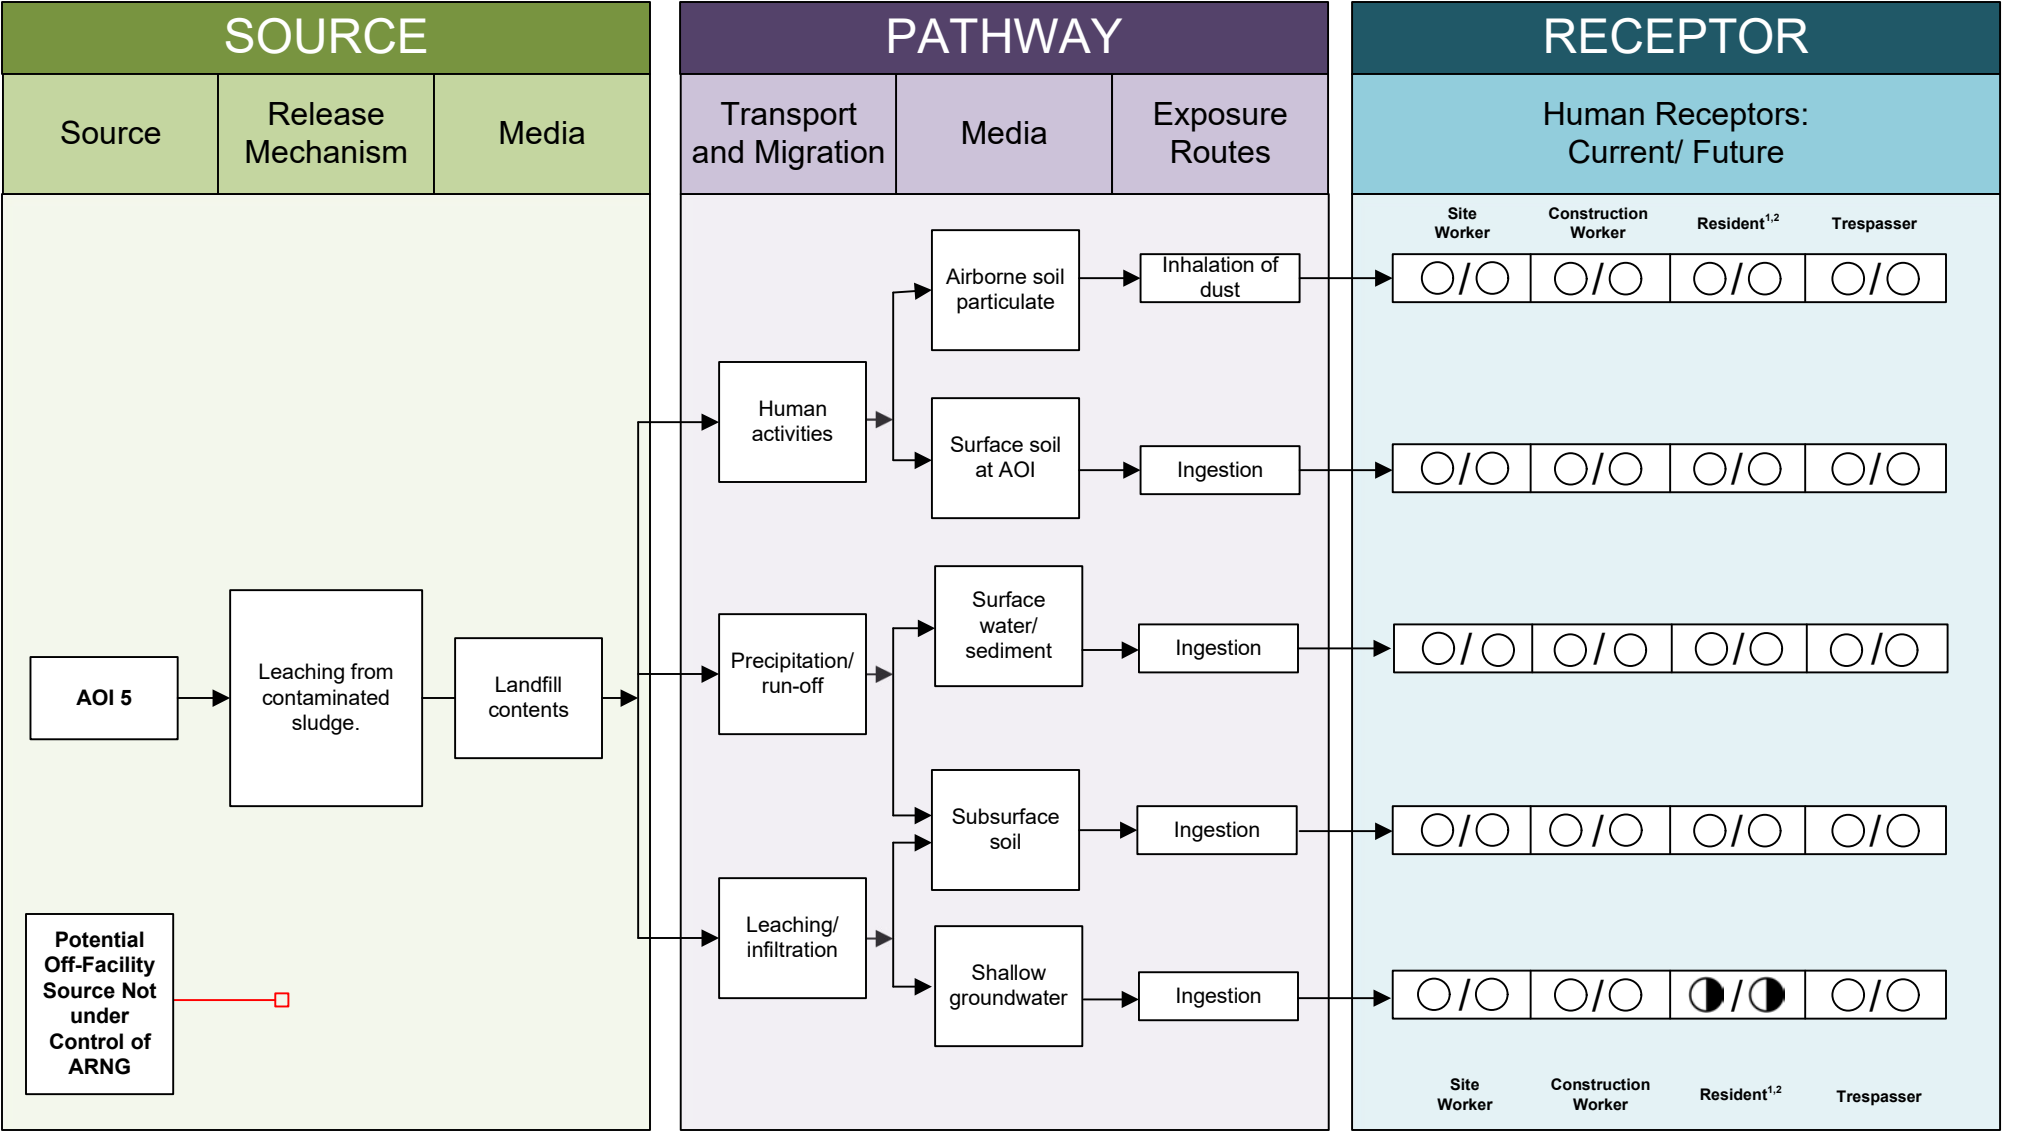 SOURCE
PATHWAY
RECEPTOR
Source
Release
Mechanism
Media
Transport
and Migration
Media
Exposure
Routes
Human Receptors:
Current/ Future
Site
Worker
Construction
Worker
Resident1,2
Trespasser
Airborne soil
particulate
Inhalation of
dust
/
/
/
/
Human
activities
Surface soil
at AOI
Ingestion
/
/
/
/
AOI 5
Leaching from
contaminated
sludge.
Landfill
contents
Precipitation/
run-off
Surface
water/
sediment
Ingestion
/
/
/
/
Subsurface
soil
Ingestion
/
/
/
/
Potential
Off-Facility
Source Not
under
Control of
ARNG
Leaching/
infiltration
Shallow
groundwater
Ingestion
/
/
/
/
Site
Worker
Construction
Worker
Resident1,2
Trespasser